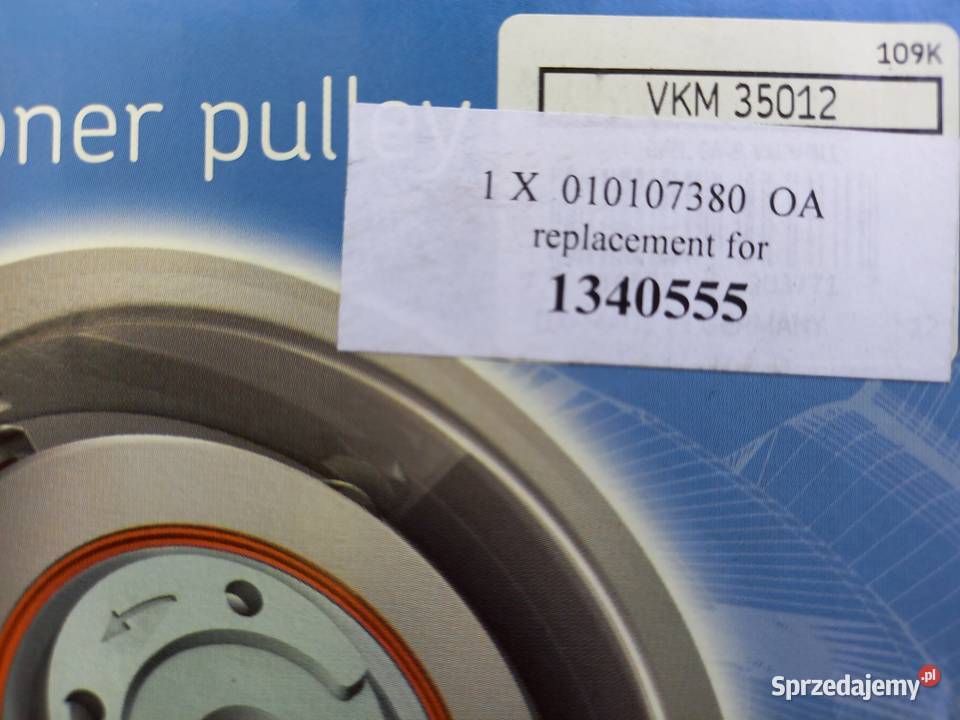 109K
VKM 35012
oner pulley
1 X 010107380 OA
replacement for
1340555
Sprzedajemy.pl